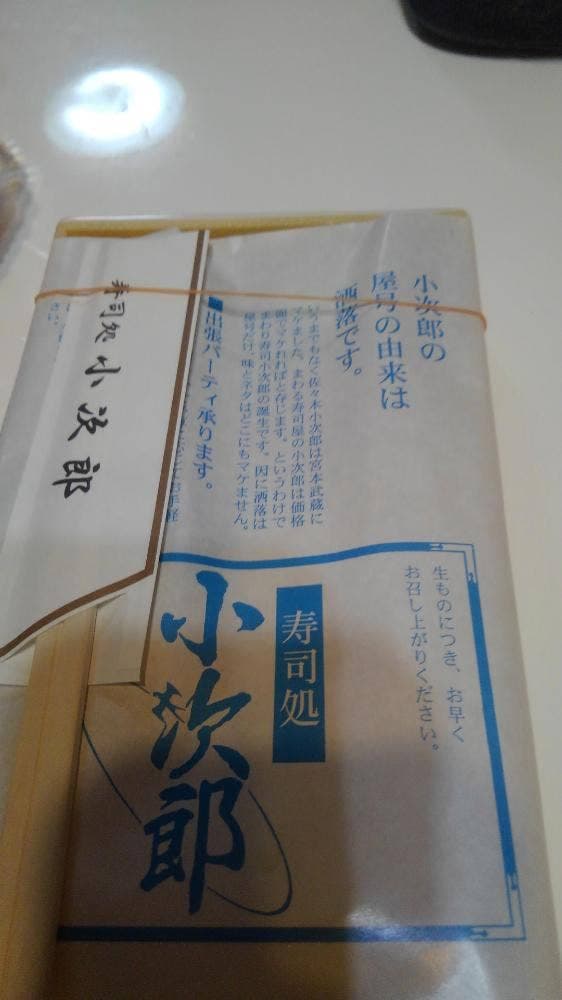 小次郎の
屋号の由来は
洒落です。
いうまでもなく佐々木小次郎は宮本武蔵に
マケました。まわる寿司屋の小次郎は価格
面でマケれればと存じます。というわけで
まわり寿司小次郎の誕生です。因に洒落は
屋号だけ、味とネタはどこにもマケません。
■出張パーティ承ります。
お手軽
寿司処 小次郎
生ものにつき、お早く
お召し上がりください。
寿司処
小次郎